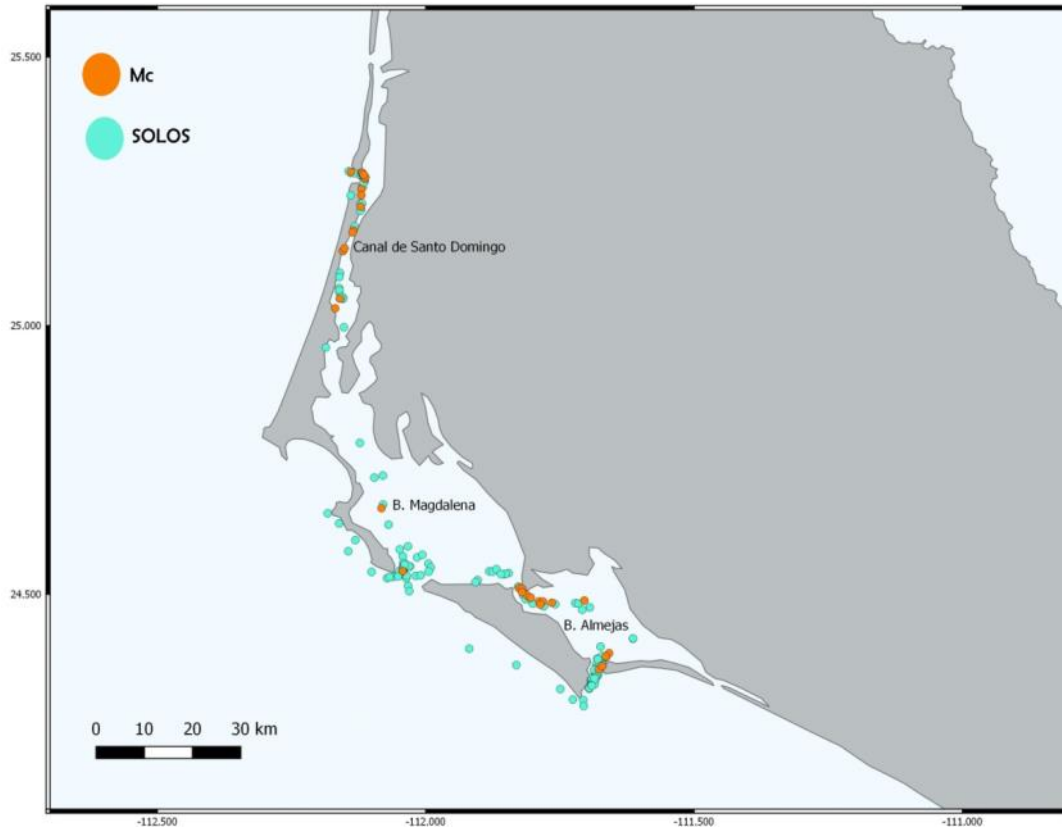 25.500
Mc
SOLOS
Canal de Santo Domingo
25.000
B. Magdalena
24.500
B. Almejas
0 10 20 30 km
-112.500 -112.000 -111.500 -111.000